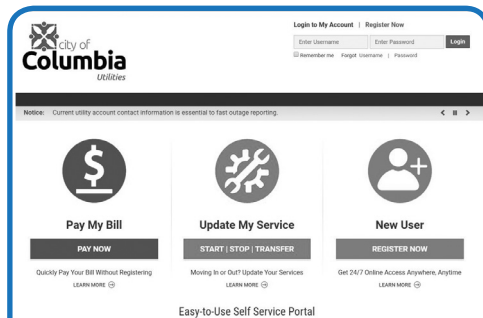 Login to My Account | Register Now
city of
Columbia
Utilities
Enter Username Enter Password Login
Remember me Forgot Username | Password
Notice: Current utility account contact information is essential to fast outage reporting.
$
Pay My Bill Update My Service New User
PAY NOW START | STOP | TRANSFER REGISTER NOW
Quickly Pay Your Bill Without Registering Moving In or Out? Update Your Services Get 24/7 Online Access Anywhere, Anytime
LEARN MORE LEARN MORE LEARN MORE
Easy-to-Use Self Service Portal